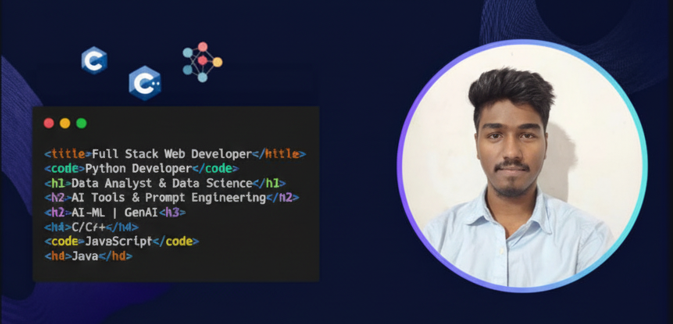 C
C++
<title>Full Stack Web Developer</hitle>
<code>Python Developer</code>
<h1>Data Analyst & Data Science</h1>
<h2>AI Tools & Prompt Engineering</h2>
<h2>AI-ML | GenAI<h3>
<hd>C/C++</hd>
<code>JavaScript</code>
<hd>Java</hd>